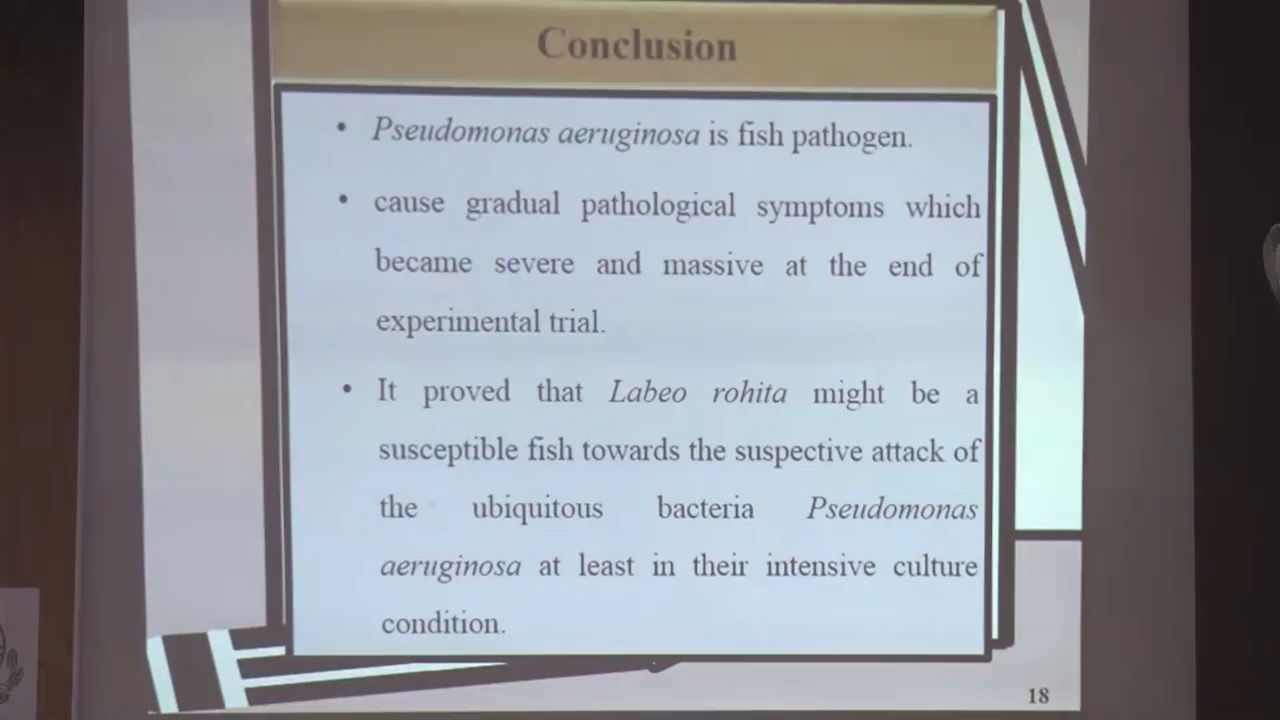 Conclusion
• Pseudomonas aeruginosa is fish pathogen.
• cause gradual pathological symptoms which
became severe and massive at the end of
experimental trial.
• It proved that Labeo rohita might be a
susceptible fish towards the suspective attack of
the ubiquitous bacteria Pseudomonas
aeruginosa at least in their intensive culture
condition.
18